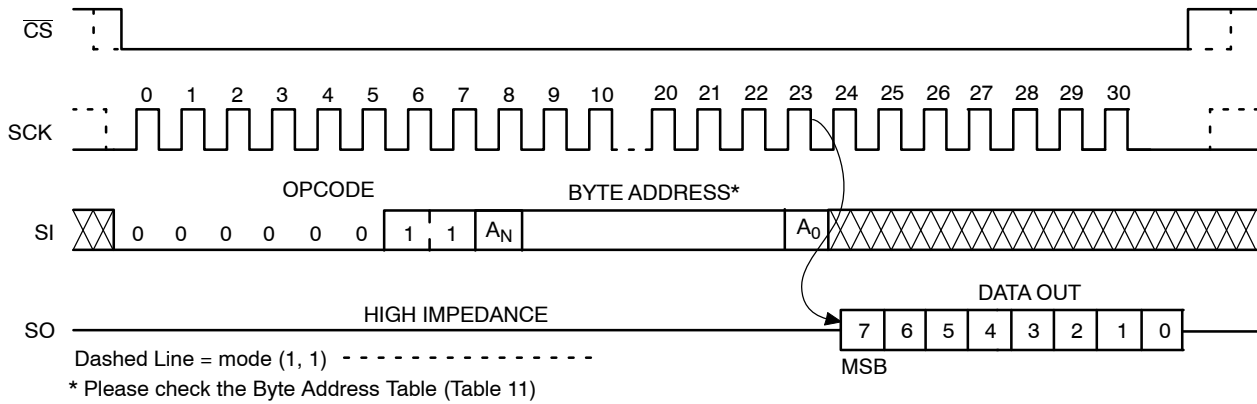 CS
0 1 2 3 4 5 6 7 8 9 10 20 21 22 23 24 25 26 27 28 29 30
SCK
OPCODE BYTE ADDRESS*
SI 0 0 0 0 0 0 1 1 AN A0
DATA OUT
HIGH IMPEDANCE
SO 7 6 5 4 3 2 1 0
Dashed Line = mode (1, 1)
MSB
* Please check the Byte Address Table (Table 11)